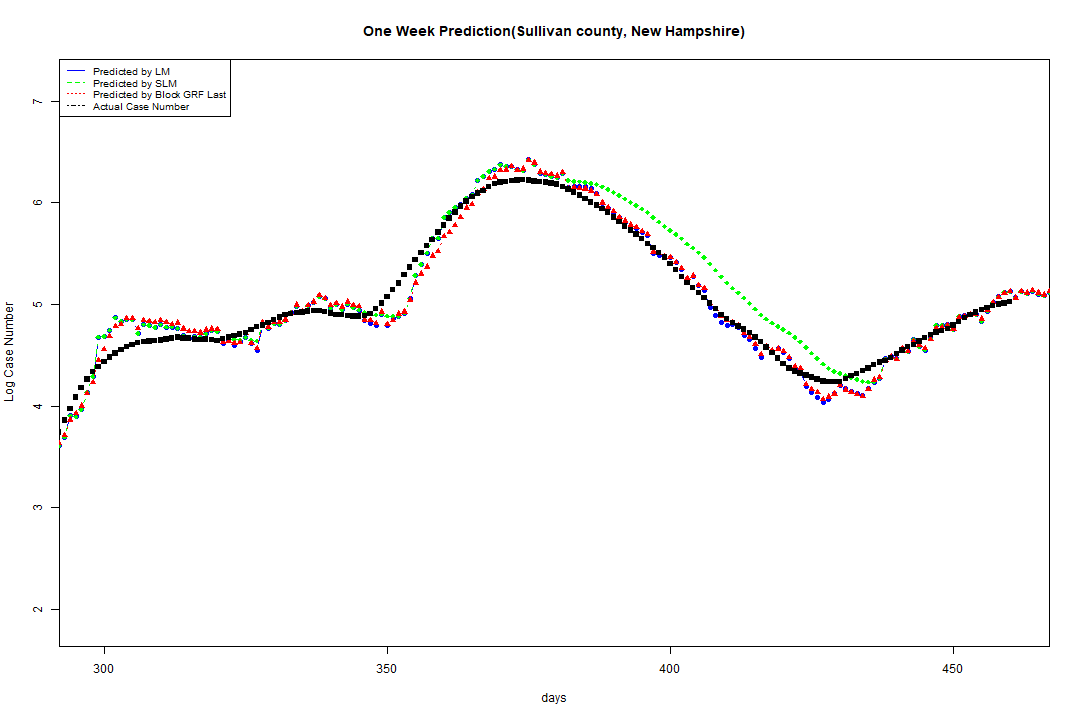 One Week Prediction(Sullivan county, New Hampshire)
Predicted by LM
Predicted by SLM
Predicted by Block GRF Last
Actual Case Number
7
6
5
4
3
2
Log Case Number
300
350
400
450
days